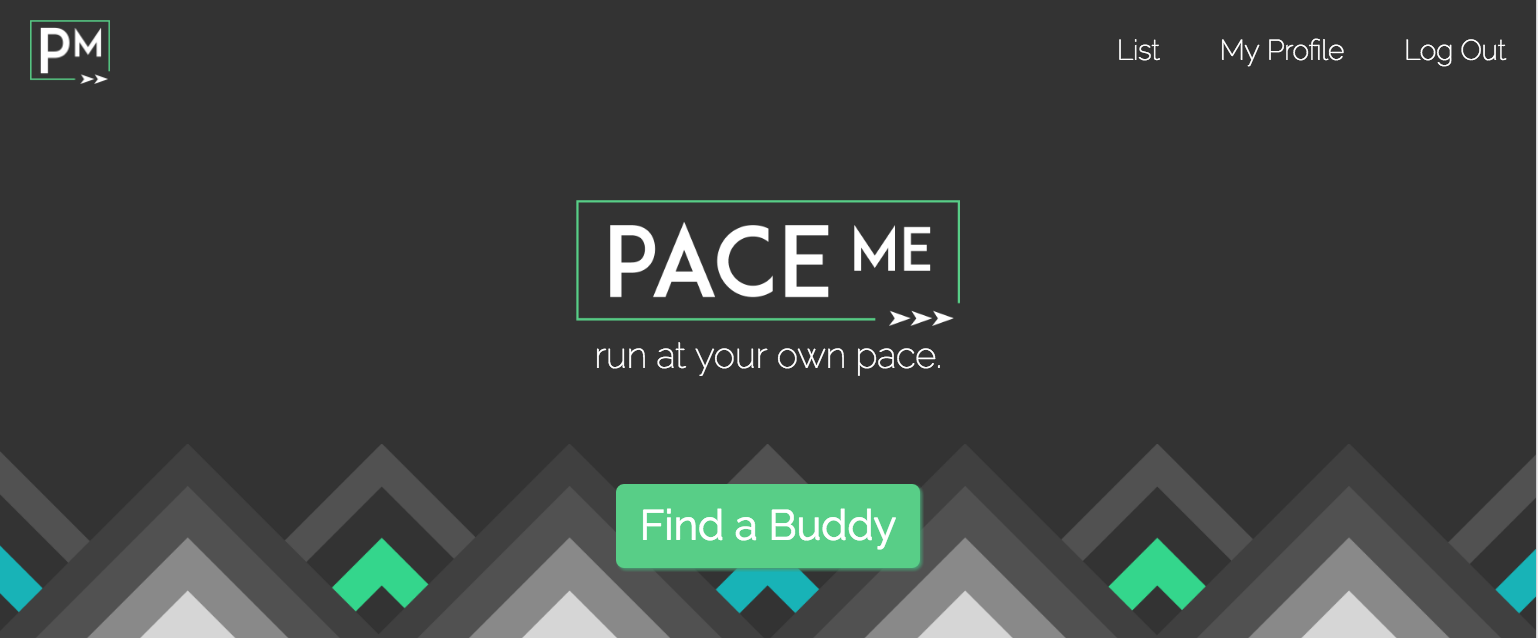 PM
List My Profile Log Out
PACE ME
run at your own pace.
Find a Buddy